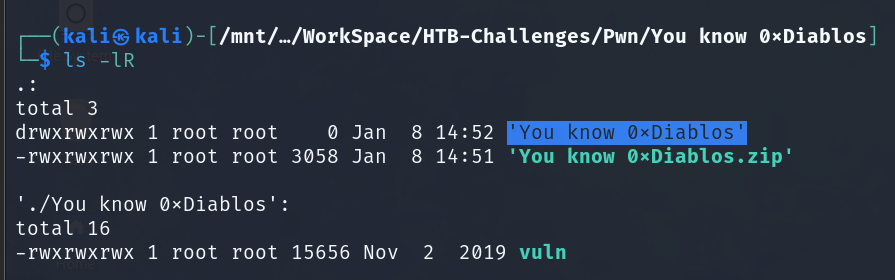 ┌──(kali㉿kali)-[/mnt/…/WorkSpace/HTB-Challenges/Pwn/You know 0×Diablos]
└─$ ls -lR
.:
total 3
drwxrwxrwx 1 root root    0 Jan  8 14:52 'You know 0×Diablos'
-rwxrwxrwx 1 root root 3058 Jan  8 14:51 'You know 0×Diablos.zip'

'./You know 0×Diablos':
total 16
-rwxrwxrwx 1 root root 15656 Nov  2  2019 vuln